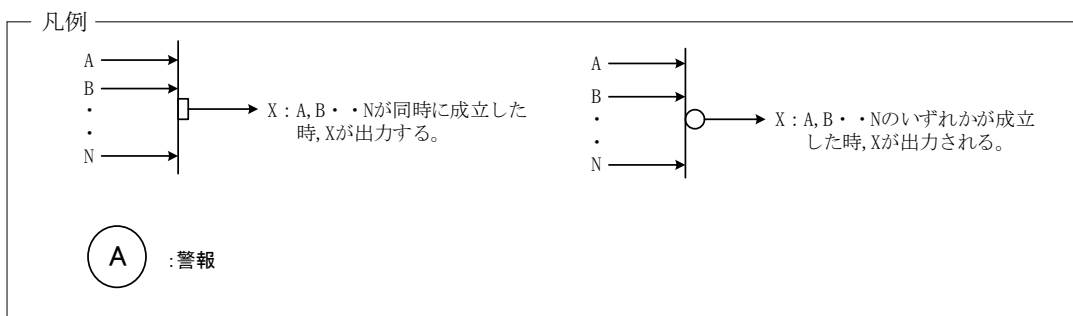 凡例
A
B
・
・
N
X：A,B・・Nが同時に成立した
時,Xが出力する。
A
B
・
・
N
X：A,B・・Nのいずれかが成立
した時,Xが出力される。
A
:警報